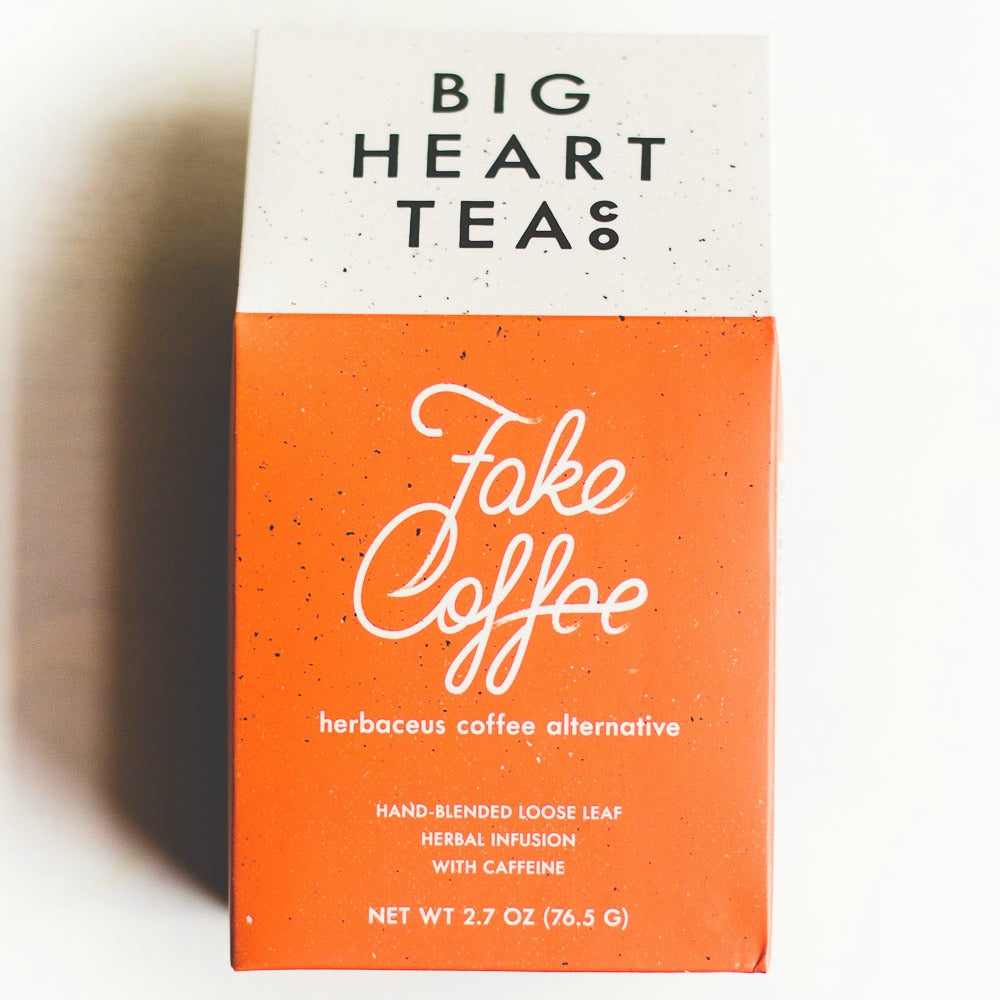 BIG
HEART
TEA CO
Fake
Coffee
herbaceus coffee alternative
HAND-BLENDED LOOSE LEAF
HERBAL INFUSION
WITH CAFFEINE
NET WT 2.7 OZ (76.5 G)